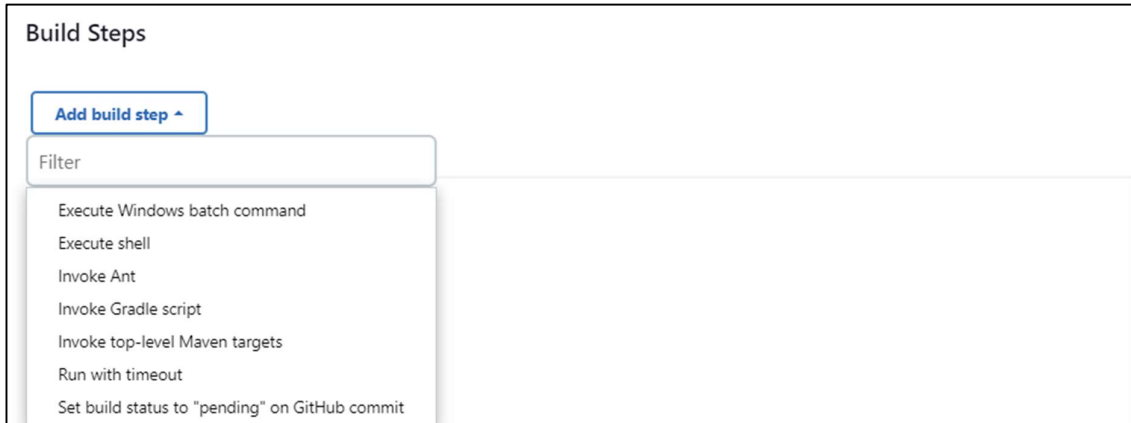 Build Steps
Add build step
Filter
Execute Windows batch command
Execute shell
Invoke Ant
Invoke Gradle script
Invoke top-level Maven targets
Run with timeout
Set build status to "pending" on GitHub commit